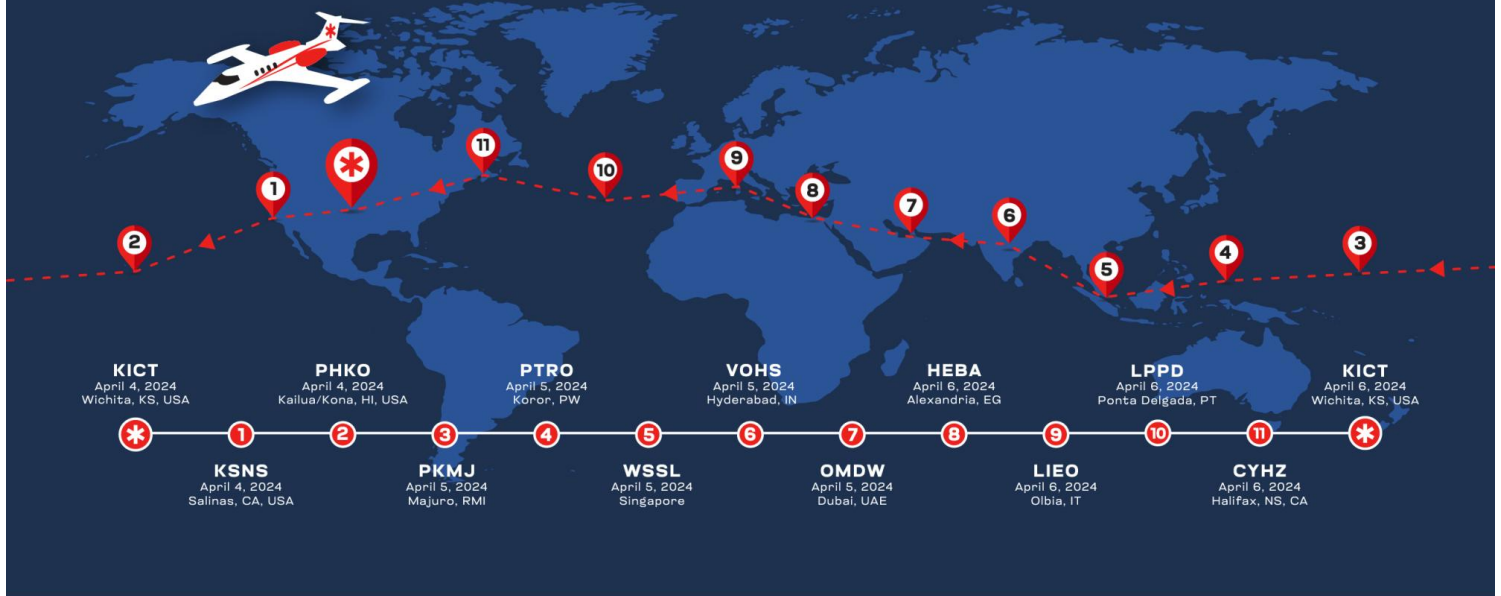 11
9
10
1
8
7
6
2
3
4
5
KICT
April 4, 2024
Wichita, KS, USA
PHKO
April 4, 2024
Kailua/Kona, HI, USA
PTRO
April 5, 2024
Koror, PW
VOHS
April 5, 2024
Hyderabad, IN
HEBA
April 6, 2024
Alexandria, EG
LPPD
April 6, 2024
Ponta Delgada, PT
KICT
April 6, 2024
Wichita, KS, USA
1 2 3 4 5 6 7 8 9 10 11
KSNS
April 4, 2024
Salinas, CA, USA
PKMJ
April 5, 2024
Majuro, RMI
WSSL
April 5, 2024
Singapore
OMDW
April 5, 2024
Dubai, UAE
LIEO
April 6, 2024
Olbia, IT
CYHZ
April 6, 2024
Halifax, NS, CA